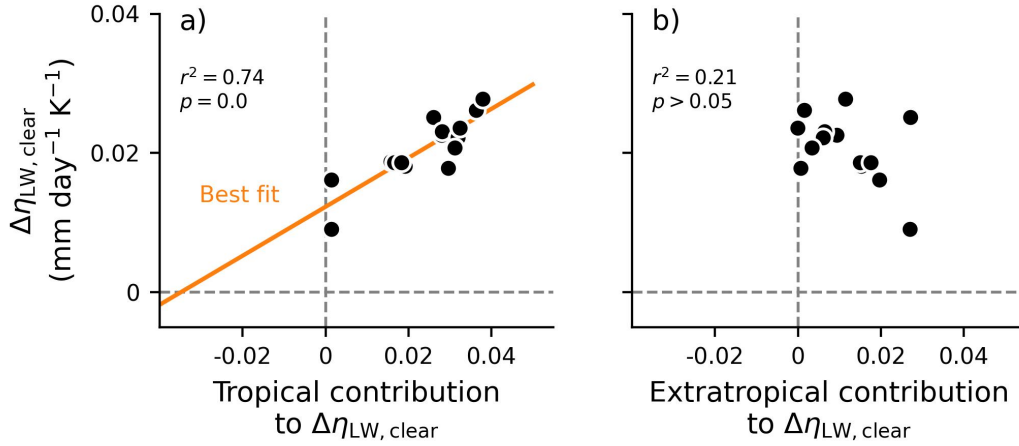 a)
r² = 0.74
p = 0.0
Best fit
Δη_LW, clear
(mm day⁻¹ K⁻¹)
0.04
0.02
0
-0.02
0
0.02
0.04
Tropical contribution
to Δη_LW, clear
b)
r² = 0.21
p > 0.05
-0.02
0
0.02
0.04
Extratropical contribution
to Δη_LW, clear